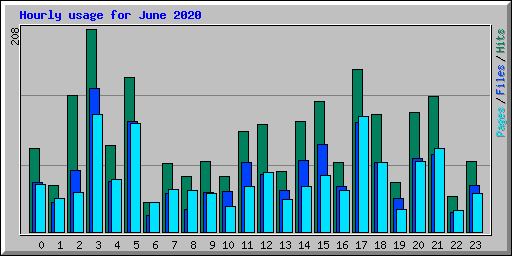 Hourly usage for June 2020
208
Pages / Files / Hits
0 1 2 3 4 5 6 7 8 9 10 11 12 13 14 15 16 17 18 19 20 21 22 23